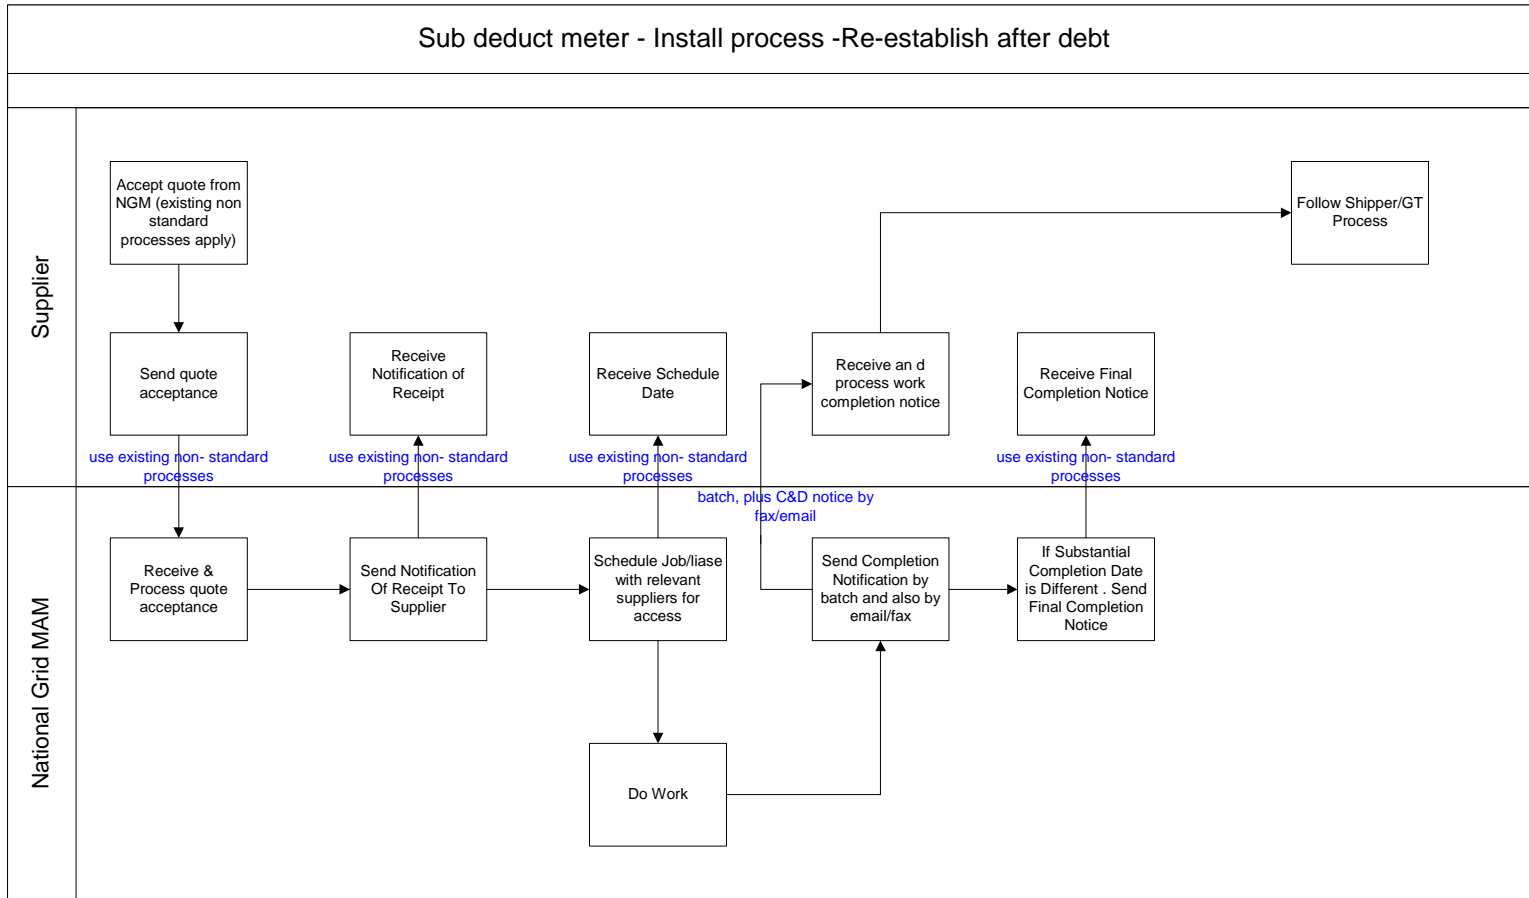 Sub deduct meter - Install process -Re-establish after debt
Supplier
Accept quote from
NGM (existing non
standard
processes apply)
Follow Shipper/GT
Process
Send quote
acceptance
Receive
Notification of
Receipt
Receive Schedule
Date
Receive an d
process work
completion notice
Receive Final
Completion Notice
use existing non- standard
processes
use existing non- standard
processes
use existing non- standard
processes
batch, plus C&D notice by
fax/email
use existing non- standard
processes
National Grid MAM
Receive &
Process quote
acceptance
Send Notification
Of Receipt To
Supplier
Schedule Job/liase
with relevant
suppliers for
access
Send Completion
Notification by
batch and also by
email/fax
If Substantial
Completion Date
is Different . Send
Final Completion
Notice
Do Work